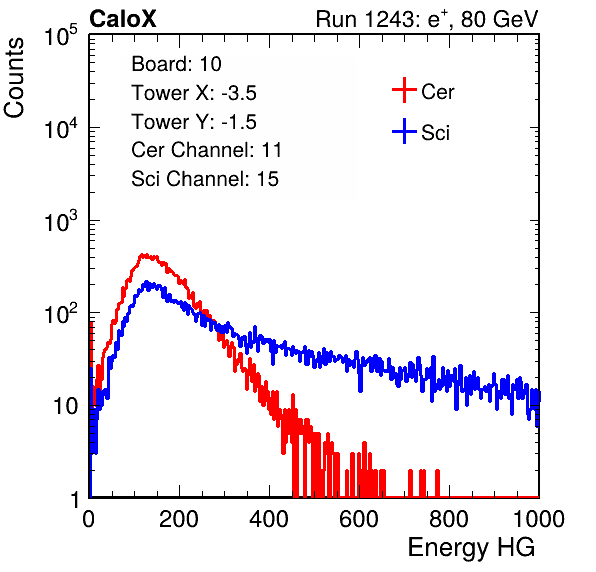 CaloX Run 1243: e⁺, 80 GeV
Counts
10⁵
10⁴
10³
10²
10
1
Board: 10
Tower X: -3.5
Tower Y: -1.5
Cer Channel: 11
Sci Channel: 15
Cer
Sci
0 200 400 600 800 1000
Energy HG